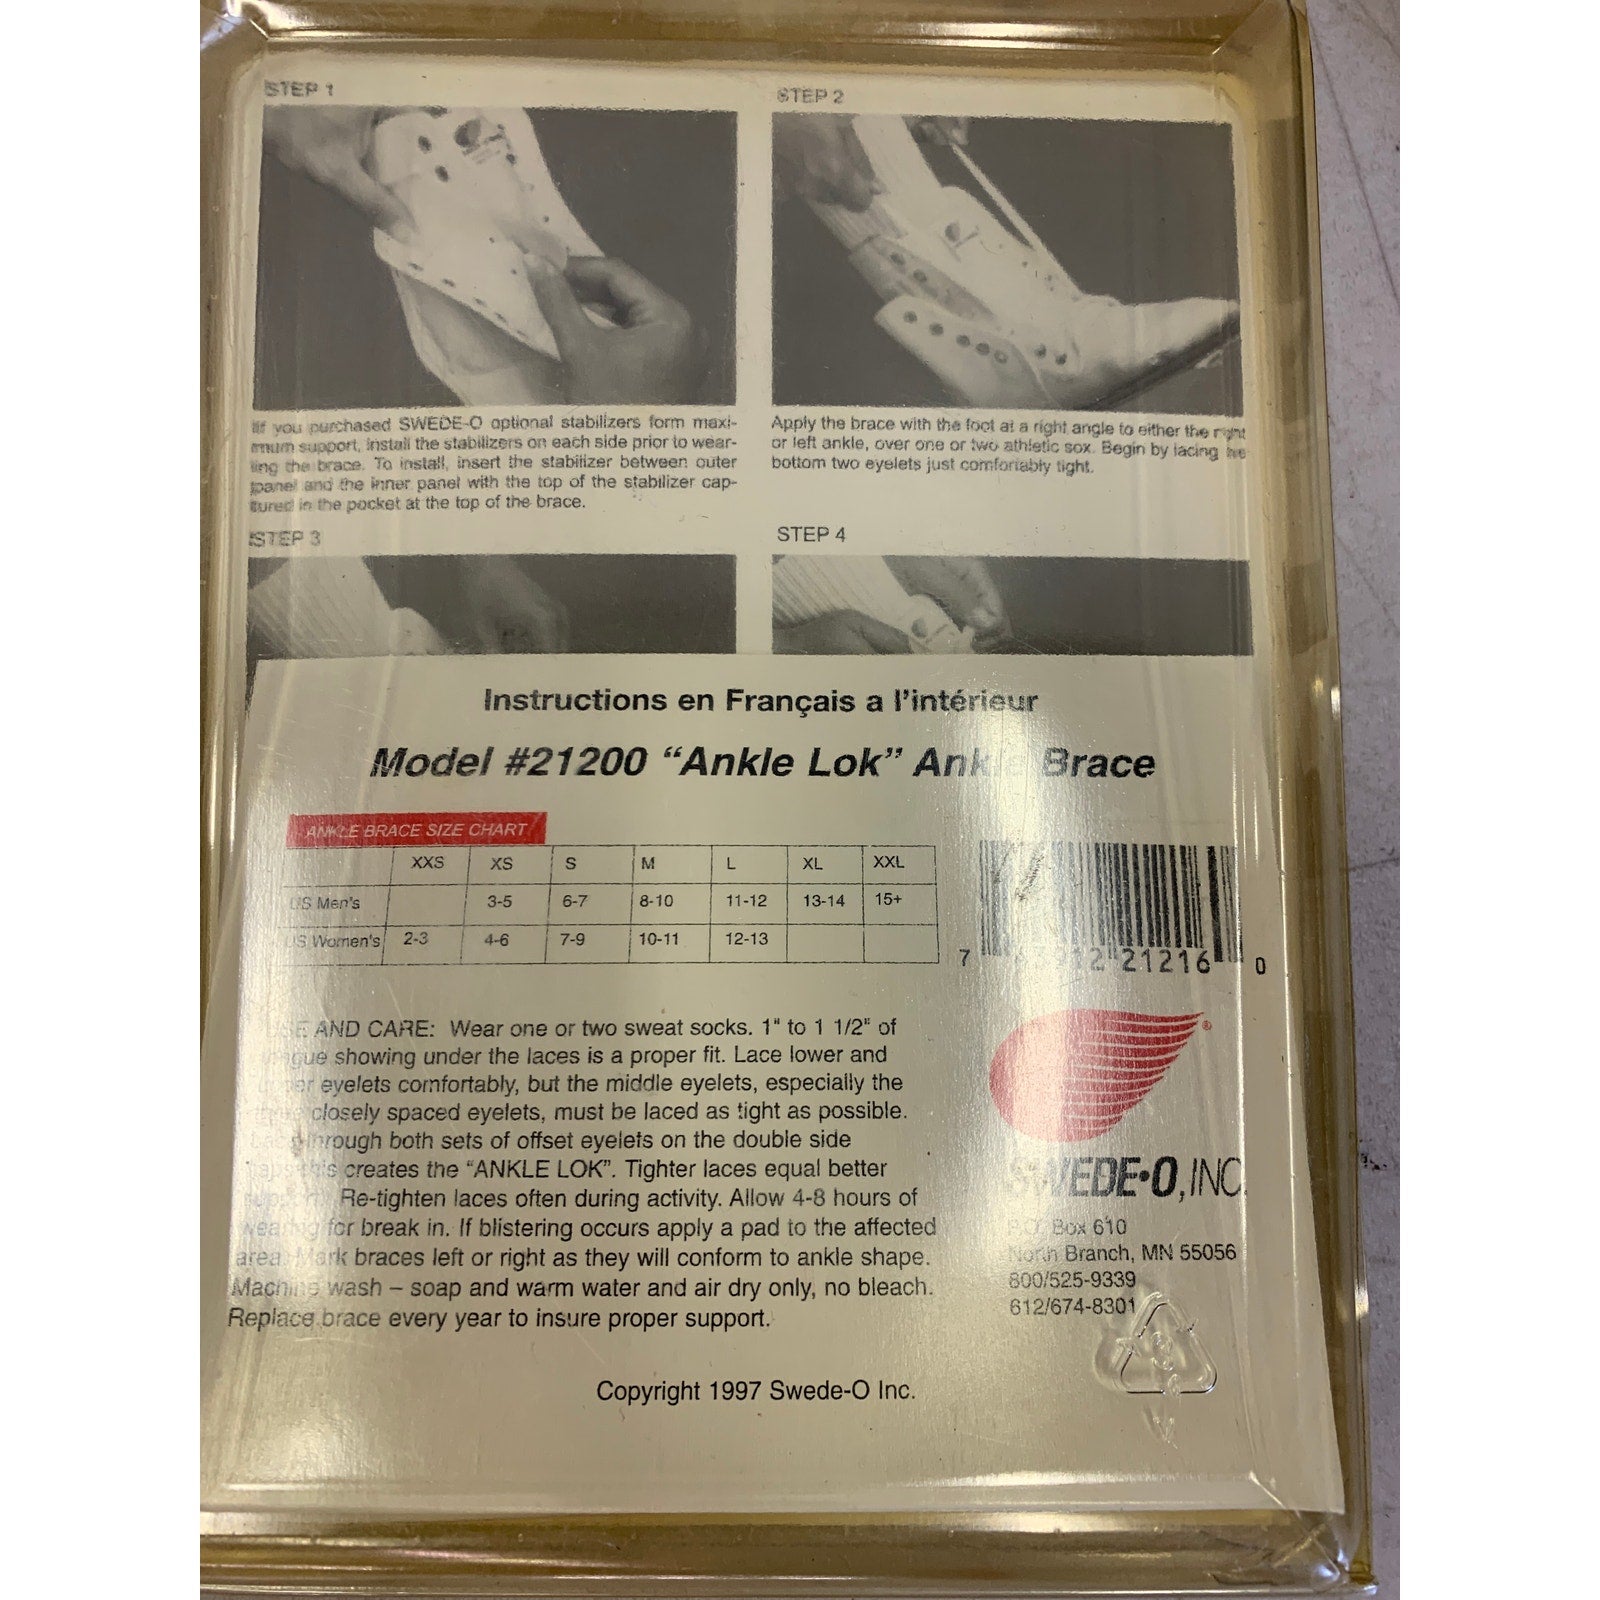 STEP 1
If you purchased SWEDE-O optional stabilizers form maxi-
mum support, install the stabilizers on each side prior to wear-
ing the brace. To install, insert the stabilizer between outer
panel and the inner panel with the top of the stabilizer cap-
tured in the pocket at the top of the brace.
STEP 2
Apply the brace with the foot at a right angle to either the right
or left ankle, over one or two athletic sox. Begin by lacing the
bottom two eyelets just comfortably tight.
STEP 3
STEP 4
Instructions en Français a l'intérieur
Model #21200 “Ankle Lok” Ankle Brace
ANKLE BRACE SIZE CHART
XXS XS S M L XL XXL
US Men's 3-5 6-7 8-10 11-12 13-14 15+
US Women's 2-3 4-6 7-9 10-11 12-13
7 12 21216 0
USE AND CARE: Wear one or two sweat socks. 1" to 1 1/2" of
tongue showing under the laces is a proper fit. Lace lower and
upper eyelets comfortably, but the middle eyelets, especially the
closely spaced eyelets, must be laced as tight as possible.
Lace through both sets of offset eyelets on the double side
flaps this creates the “ANKLE LOK”. Tighter laces equal better
support. Re-tighten laces often during activity. Allow 4-8 hours of
wearing for break in. If blistering occurs apply a pad to the affected
area. Mark braces left or right as they will conform to ankle shape.
Machine wash – soap and warm water and air dry only, no bleach.
Replace brace every year to insure proper support.
Copyright 1997 Swede-O Inc.
®
SWEDE•O, INC.
P.O. Box 610
North Branch, MN 55056
800/525-9339
612/674-8301